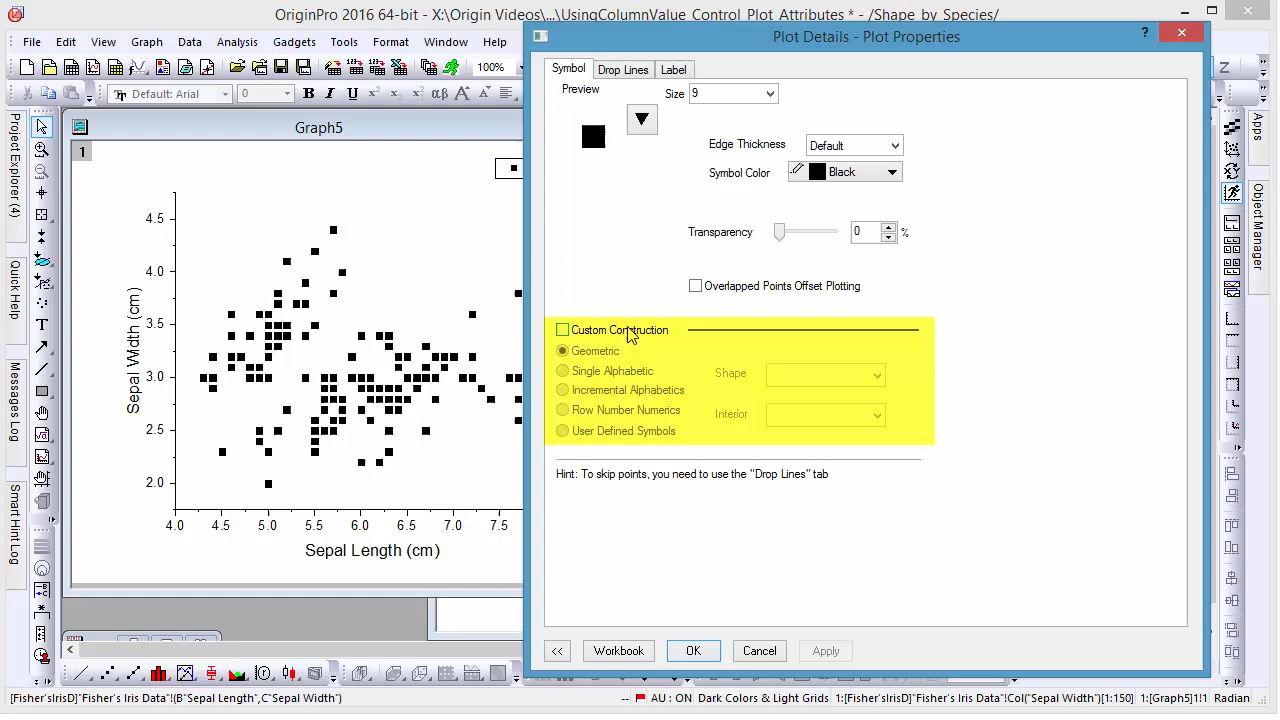 OriginPro 2016 64-bit - X:\Origin Videos\...\UsingColumnValue_Control_Plot_Attributes * - /Shape_by_Species/
File Edit View Graph Data Analysis Gadgets Tools Format Window Help
Plot Details - Plot Properties
?
100%
Default: Arial 0 B I U
Symbol Drop Lines Label
Preview
Size 9
Edge Thickness Default
Symbol Color Black
Transparency 0 %
Overlapped Points Offset Plotting
Custom Construction
Geometric
Single Alphabetic
Incremental Alphabetics
Row Number Numerics
User Defined Symbols
Shape
Interior
Hint: To skip points, you need to use the "Drop Lines" tab
<< Workbook OK Cancel Apply
Project Explorer (4)
Quick Help
Messages Log
Smart Hint Log
Apps
Object Manager
Graph5
1
4.5
4.0
3.5
3.0
2.5
2.0
Sepal Width (cm)
4.0 4.5 5.0 5.5 6.0 6.5 7.0 7.5
Sepal Length (cm)
[Fisher'sIrisD]"Fisher's Iris Data"!(B"Sepal Length",C"Sepal Width")
-- AU : ON Dark Colors & Light Grids 1:[Fisher'sIrisD]"Fisher's Iris Data"!Col("Sepal Width")[1:150] 1:[Graph5]1!1 Radian